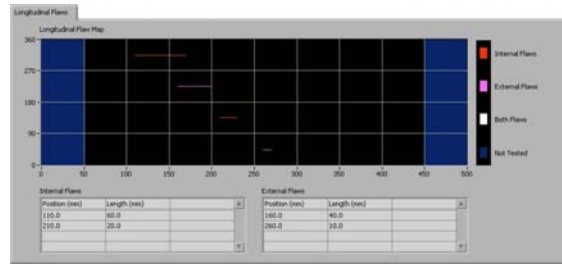 Longitudinal Flaws
Longitudinal Flaw Map
360
270
180
90
0
0 50 100 150 200 250 300 350 400 450 500
Internal Flaws
External Flaws
Both Flaws
Not Tested
Internal Flaws
Position (mm) Length (mm)
110.0 60.0
210.0 20.0
External Flaws
Position (mm) Length (mm)
160.0 40.0
260.0 10.0